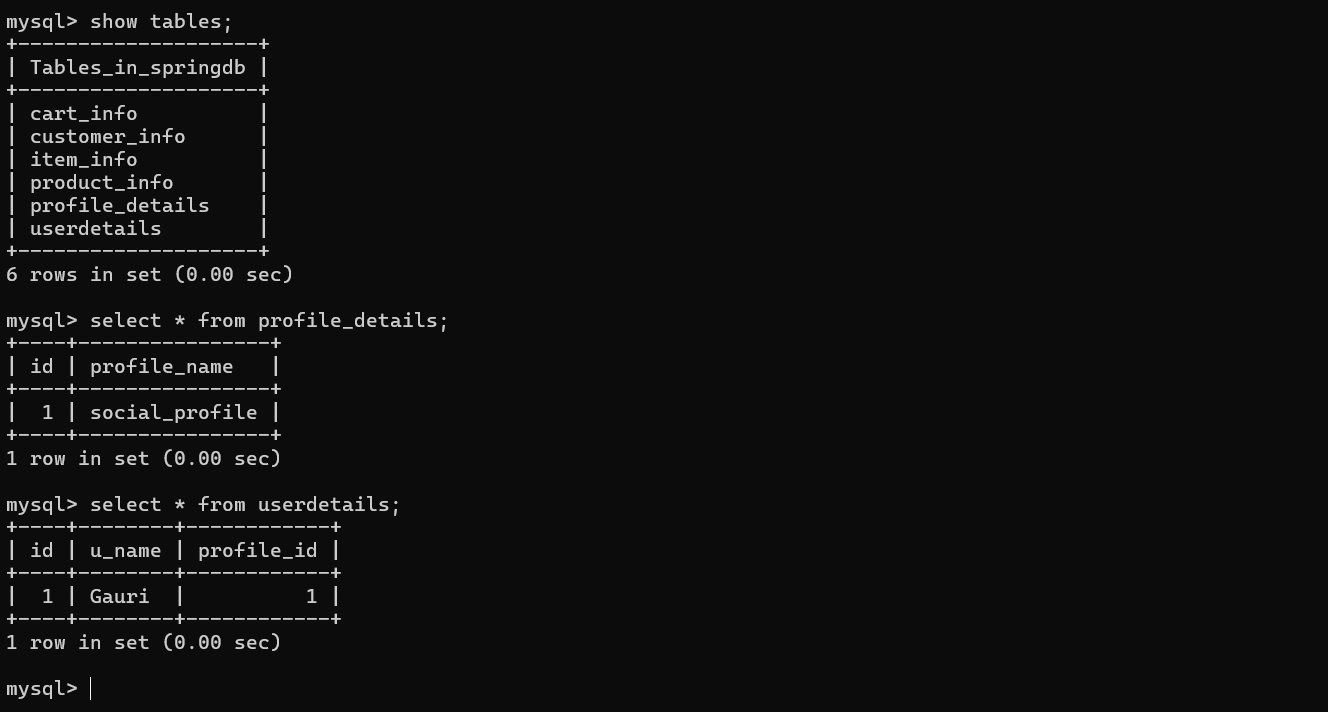 mysql> show tables;
+--------------------+
| Tables_in_springdb |
+--------------------+
| cart_info          |
| customer_info      |
| item_info          |
| product_info       |
| profile_details    |
| userdetails        |
+--------------------+
6 rows in set (0.00 sec)

mysql> select * from profile_details;
+----+----------------+
| id | profile_name   |
+----+----------------+
|  1 | social_profile |
+----+----------------+
1 row in set (0.00 sec)

mysql> select * from userdetails;
+----+--------+------------+
| id | u_name | profile_id |
+----+--------+------------+
|  1 | Gauri  |          1 |
+----+--------+------------+
1 row in set (0.00 sec)

mysql>